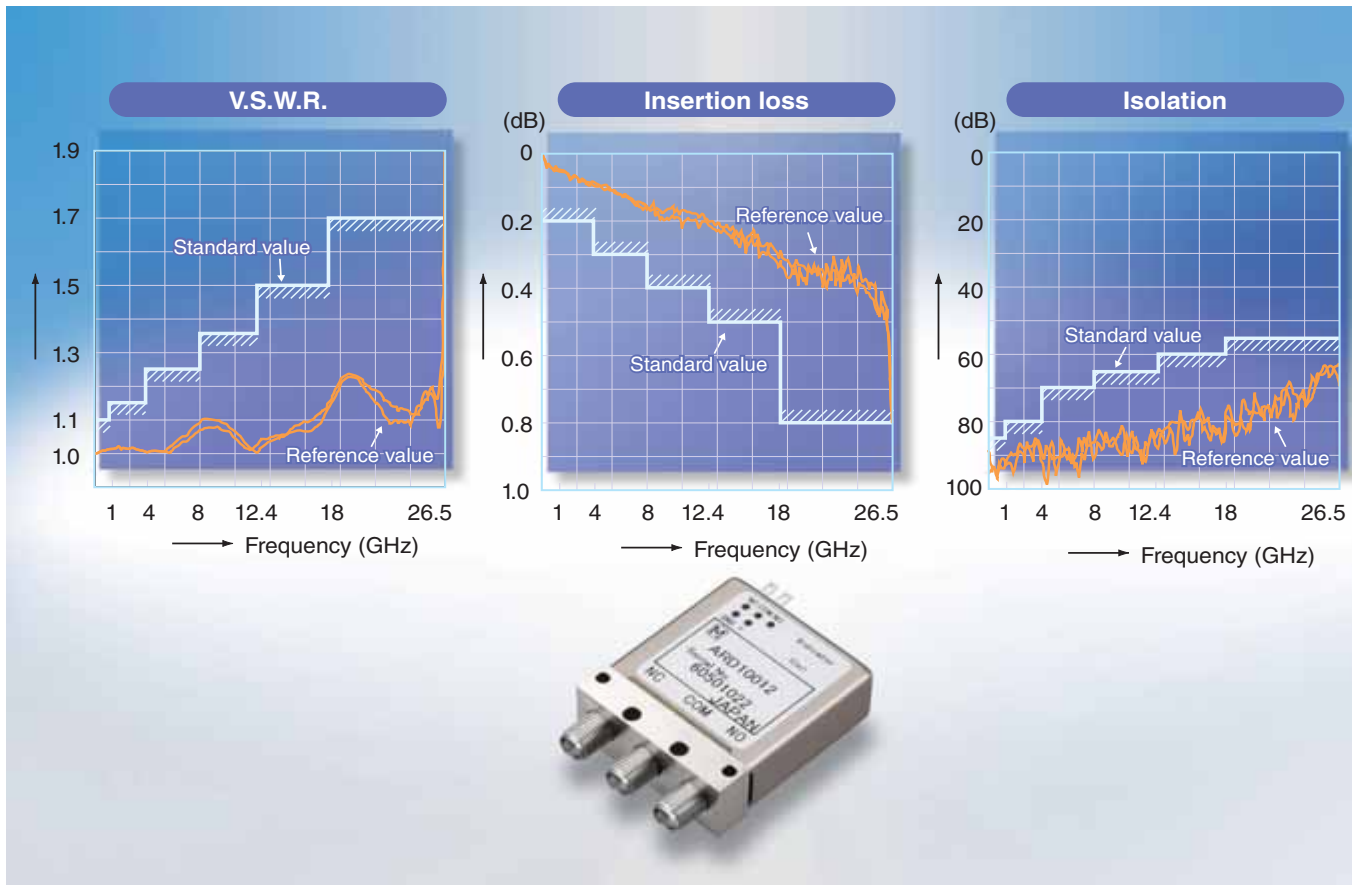 V.S.W.R.
1.9
1.7
1.5
1.3
1.1
1.0
Standard value
Reference value
1 4 8 12.4 18 26.5
Frequency (GHz)
Insertion loss
(dB)
0
0.2
0.4
0.6
0.8
1.0
Reference value
Standard value
1 4 8 12.4 18 26.5
Frequency (GHz)
Isolation
(dB)
0
20
40
60
80
100
Standard value
Reference value
1 4 8 12.4 18 26.5
Frequency (GHz)
ARD10012
Serial No.
60501022
JAPAN
NC COM NO